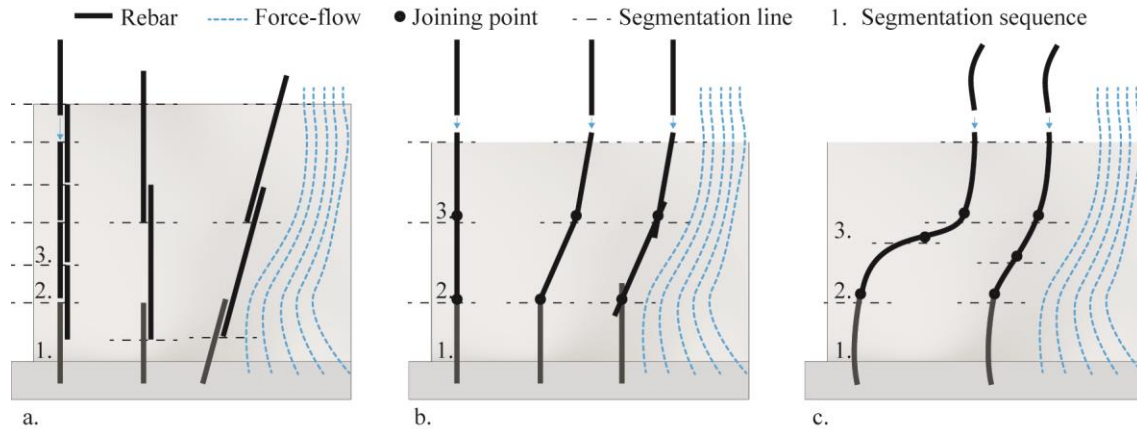 Rebar Force-flow Joining point Segmentation line 1. Segmentation sequence
3.
2.
1.
a.
3.
2.
1.
b.
3.
2.
1.
c.